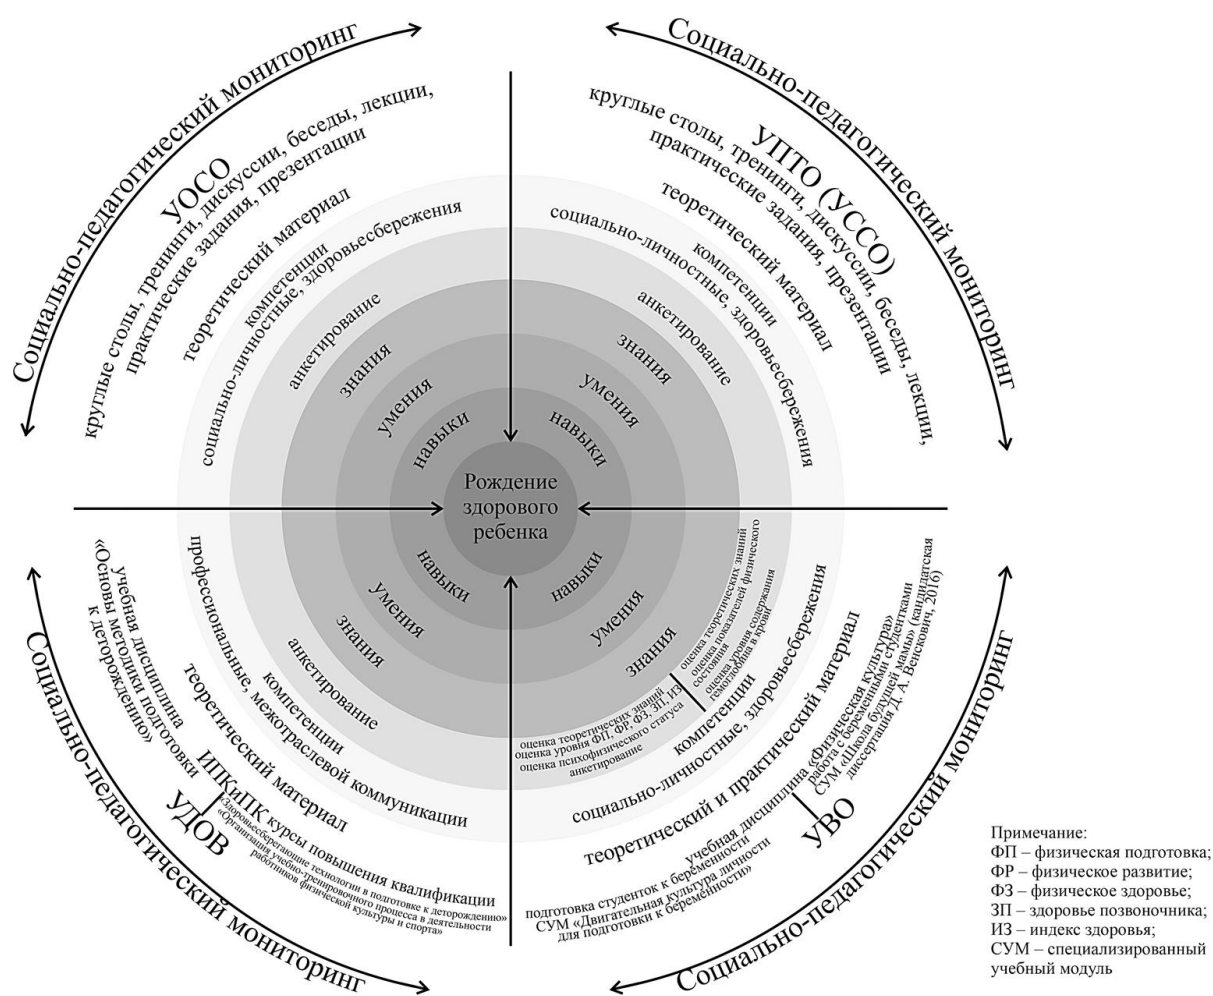 Социально-педагогический мониторинг
УОСО
круглые столы, тренинги, дискуссии, беседы, лекции,
практические задания, презентации
теоретический материал
компетенции
социально-личностные, здоровьесбережения
анкетирование
знания
умения
навыки
Социально-педагогический мониторинг
УПТО (УССО)
круглые столы, тренинги, дискуссии, беседы, лекции,
практические задания, презентации
теоретический материал
компетенции
социально-личностные, здоровьесбережения
анкетирование
знания
умения
навыки
Рождение
здорового
ребенка
навыки
умения
знания
анкетирование
компетенции
профессиональные, межотраслевой коммуникации
теоретический материал
учебная дисциплина
«Основы методики подготовки
к деторождению»
ИПКиПК курсы повышения квалификации
«Здоровьесберегающие технологии в подготовке к деторождению»
«Организация учебно-тренировочного процесса в деятельности
работников физической культуры и спорта»
УДОВ
Социально-педагогический мониторинг
навыки
умения
знания
оценка теоретических знаний
оценка показателей физического
состояния
оценка уровня содержания
гемоглобина в крови
оценка теоретических знаний
оценка уровня ФП, ФР, ФЗ, ЗП, ИЗ
оценка психофизического статуса
анкетирование
компетенции
социально-личностные, здоровьесбережения
теоретический и практический материал
учебная дисциплина «Физическая культура»
работа с беременными студентками
СУМ «Школа будущей мамы» (кандидатская
диссертация Д. А. Венскович, 2016)
подготовка студенток к беременности
СУМ «Двигательная культура личности
для подготовки к беременности»
УВО
Социально-педагогический мониторинг
Примечание:
ФП – физическая подготовка;
ФР – физическое развитие;
ФЗ – физическое здоровье;
ЗП – здоровье позвоночника;
ИЗ – индекс здоровья;
СУМ – специализированный
учебный модуль